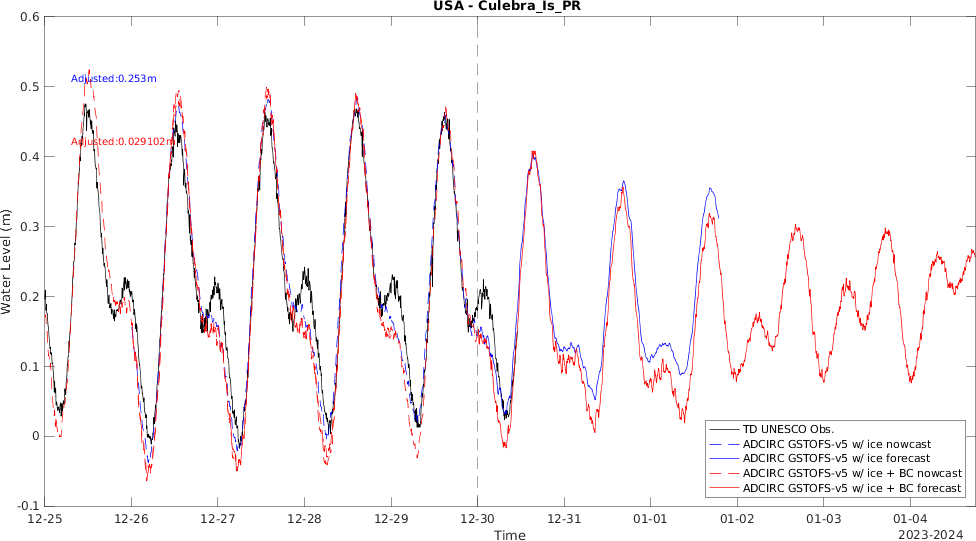 USA - Culebra_Is_PR
0.6
0.5
0.4
0.3
0.2
0.1
0
-0.1
Water Level (m)
Adjusted:0.253m
Adjusted:0.029102m
TD UNESCO Obs.
ADCIRC GSTOFS-v5 w/ ice nowcast
ADCIRC GSTOFS-v5 w/ ice forecast
ADCIRC GSTOFS-v5 w/ ice + BC nowcast
ADCIRC GSTOFS-v5 w/ ice + BC forecast
12-25 12-26 12-27 12-28 12-29 12-30 12-31 01-01 01-02 01-03 01-04
Time
2023-2024